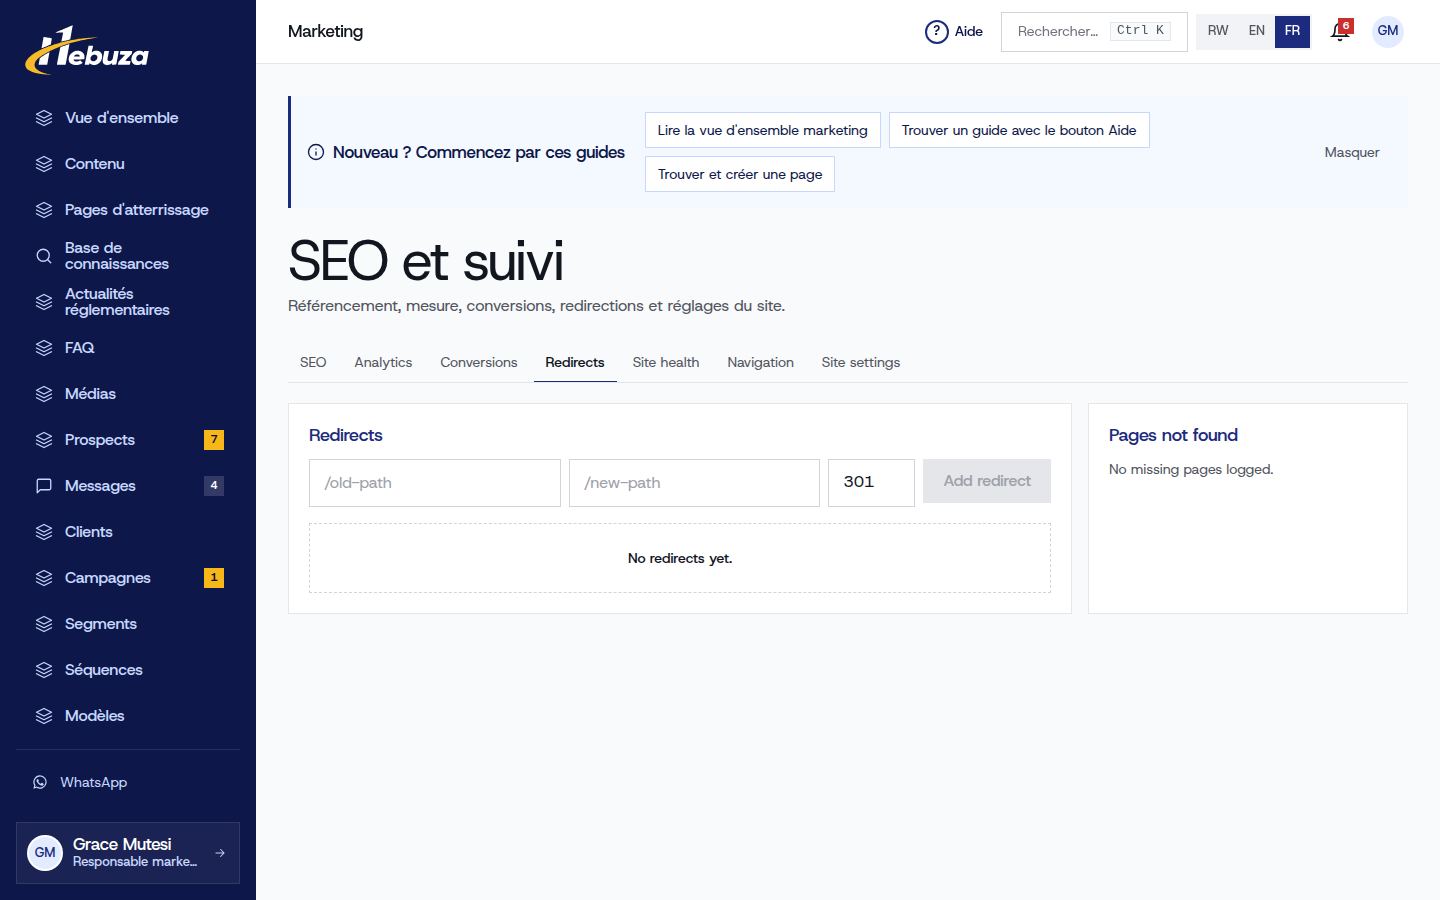 Hebuza
Vue d'ensemble
Contenu
Pages d'atterrissage
Base de
connaissances
Actualités
réglementaires
FAQ
Médias
Prospects 7
Messages 4
Clients
Campagnes 1
Segments
Séquences
Modèles
WhatsApp
GM
Grace Mutesi
Responsable marke…
Marketing
? Aide
Rechercher… Ctrl K
RW EN FR
6
GM
Nouveau ? Commencez par ces guides
Lire la vue d'ensemble marketing
Trouver un guide avec le bouton Aide
Trouver et créer une page
Masquer
SEO et suivi
Référencement, mesure, conversions, redirections et réglages du site.
SEO Analytics Conversions Redirects Site health Navigation Site settings
Redirects
/old-path /new-path 301 Add redirect
No redirects yet.
Pages not found
No missing pages logged.